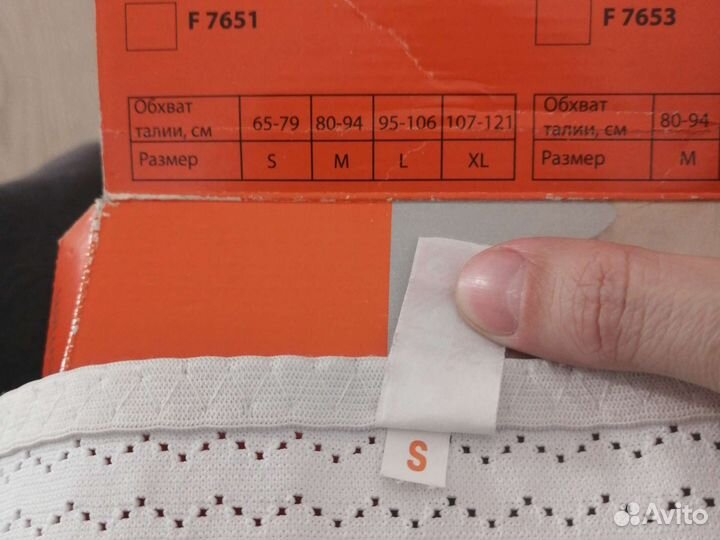 F 7651
F 7653
Обхват
талии, см 65-79 80-94 95-106 107-121
Размер S M L XL
Обхват
талии, см 80-94
Размер M
S
Avito